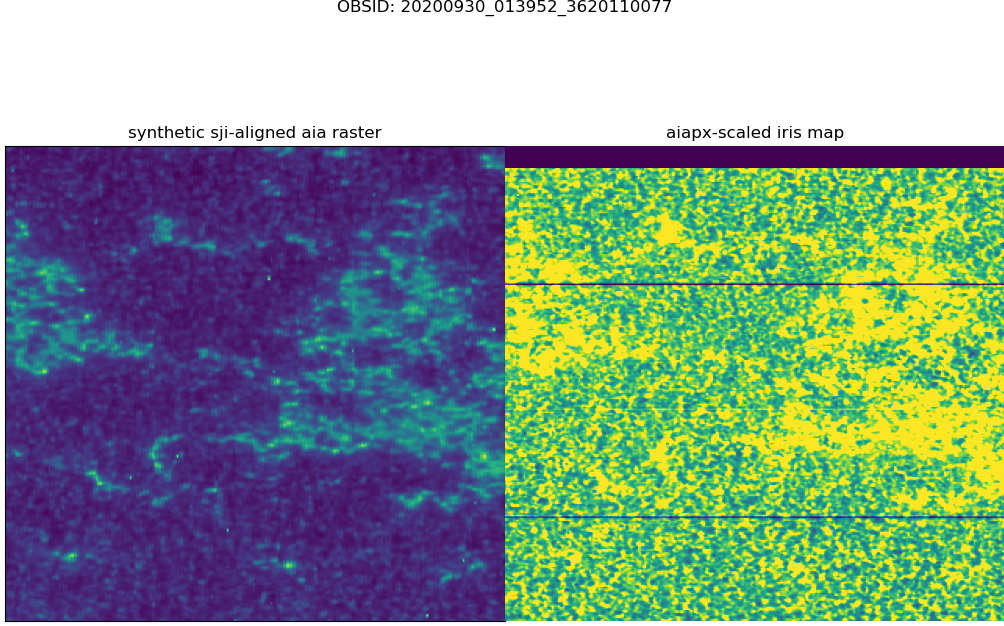 OBSID: 20200930_013952_3620110077
synthetic sji-aligned aia raster
aiapx-scaled iris map